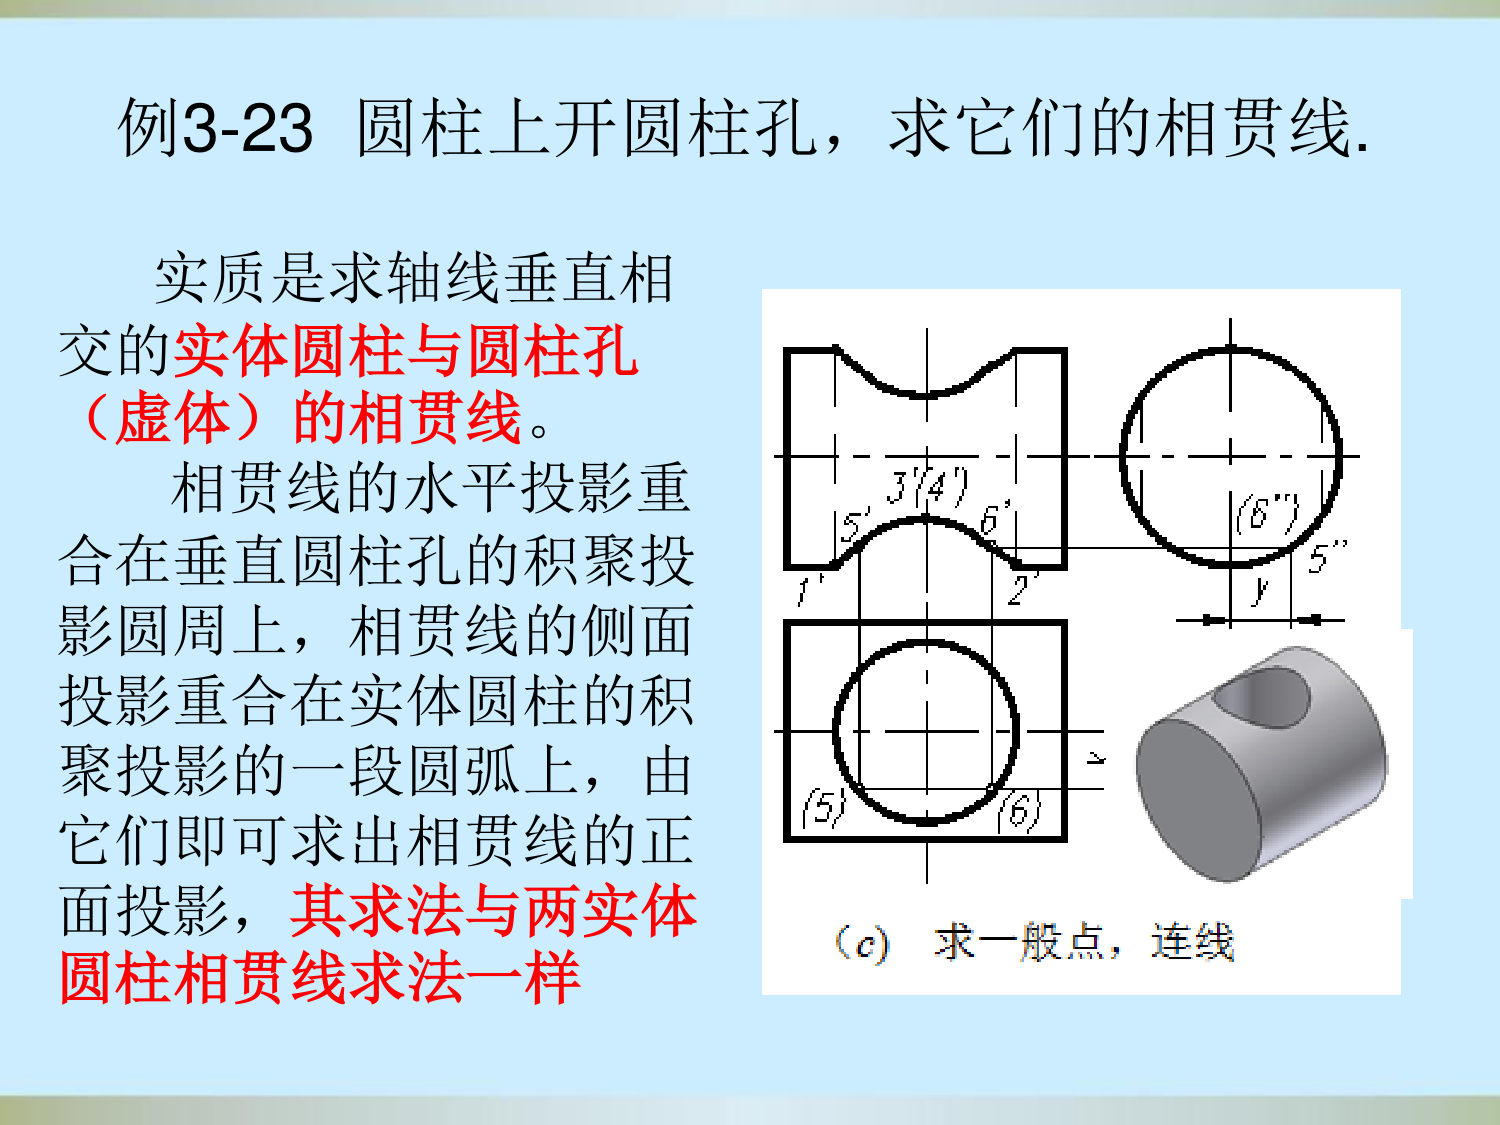 例3-23 圆柱上开圆柱孔，求它们的相贯线.
实质是求轴线垂直相
交的实体圆柱与圆柱孔
（虚体）的相贯线。
相贯线的水平投影重
合在垂直圆柱孔的积聚投
影圆周上，相贯线的侧面
投影重合在实体圆柱的积
聚投影的一段圆弧上，由
它们即可求出相贯线的正
面投影，其求法与两实体
圆柱相贯线求法一样
3'(4')
5'
6'
(6'')
5''
1'
2'
y
y
(5)
(6)
（c） 求一般点，连线